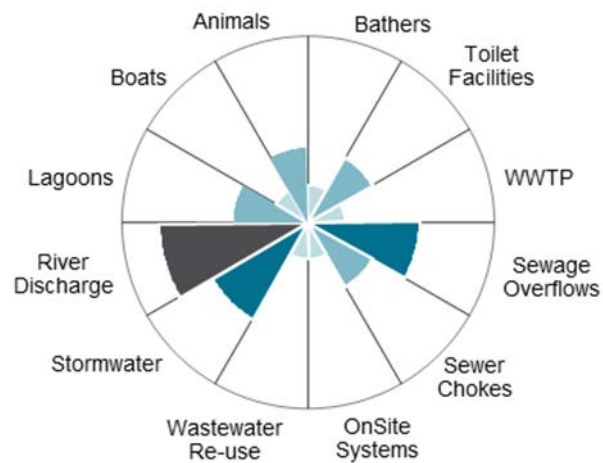 Animals
Bathers
Toilet
Facilities
Boats
Lagoons
WWTP
River
Discharge
Sewage
Overflows
Stormwater
Sewer
Chokes
Wastewater
Re-use
OnSite
Systems